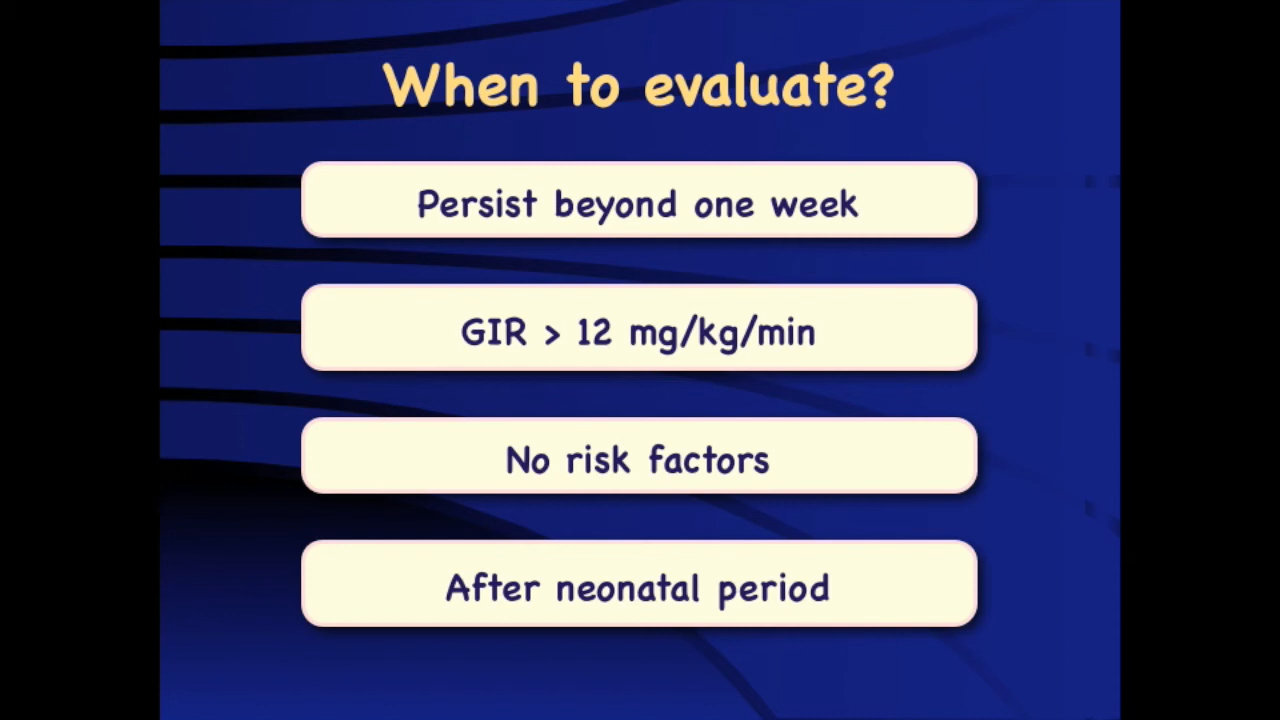 When to evaluate?
Persist beyond one week
GIR > 12 mg/kg/min
No risk factors
After neonatal period